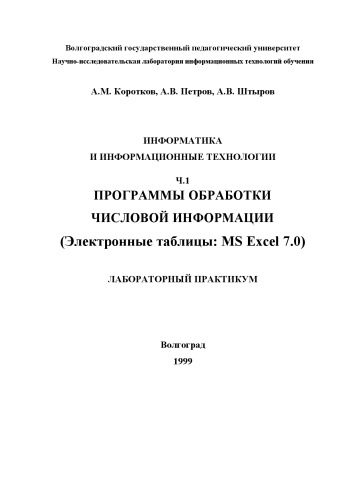 Волгоградский государственный педагогический университет
Научно-исследовательская лаборатория информационных технологий обучения
А.М. Коротков, А.В. Петров, А.В. Штыров
ИНФОРМАТИКА
И ИНФОРМАЦИОННЫЕ ТЕХНОЛОГИИ
Ч.1
ПРОГРАММЫ ОБРАБОТКИ
ЧИСЛОВОЙ ИНФОРМАЦИИ
(Электронные таблицы: MS Excel 7.0)
ЛАБОРАТОРНЫЙ ПРАКТИКУМ
Волгоград
1999